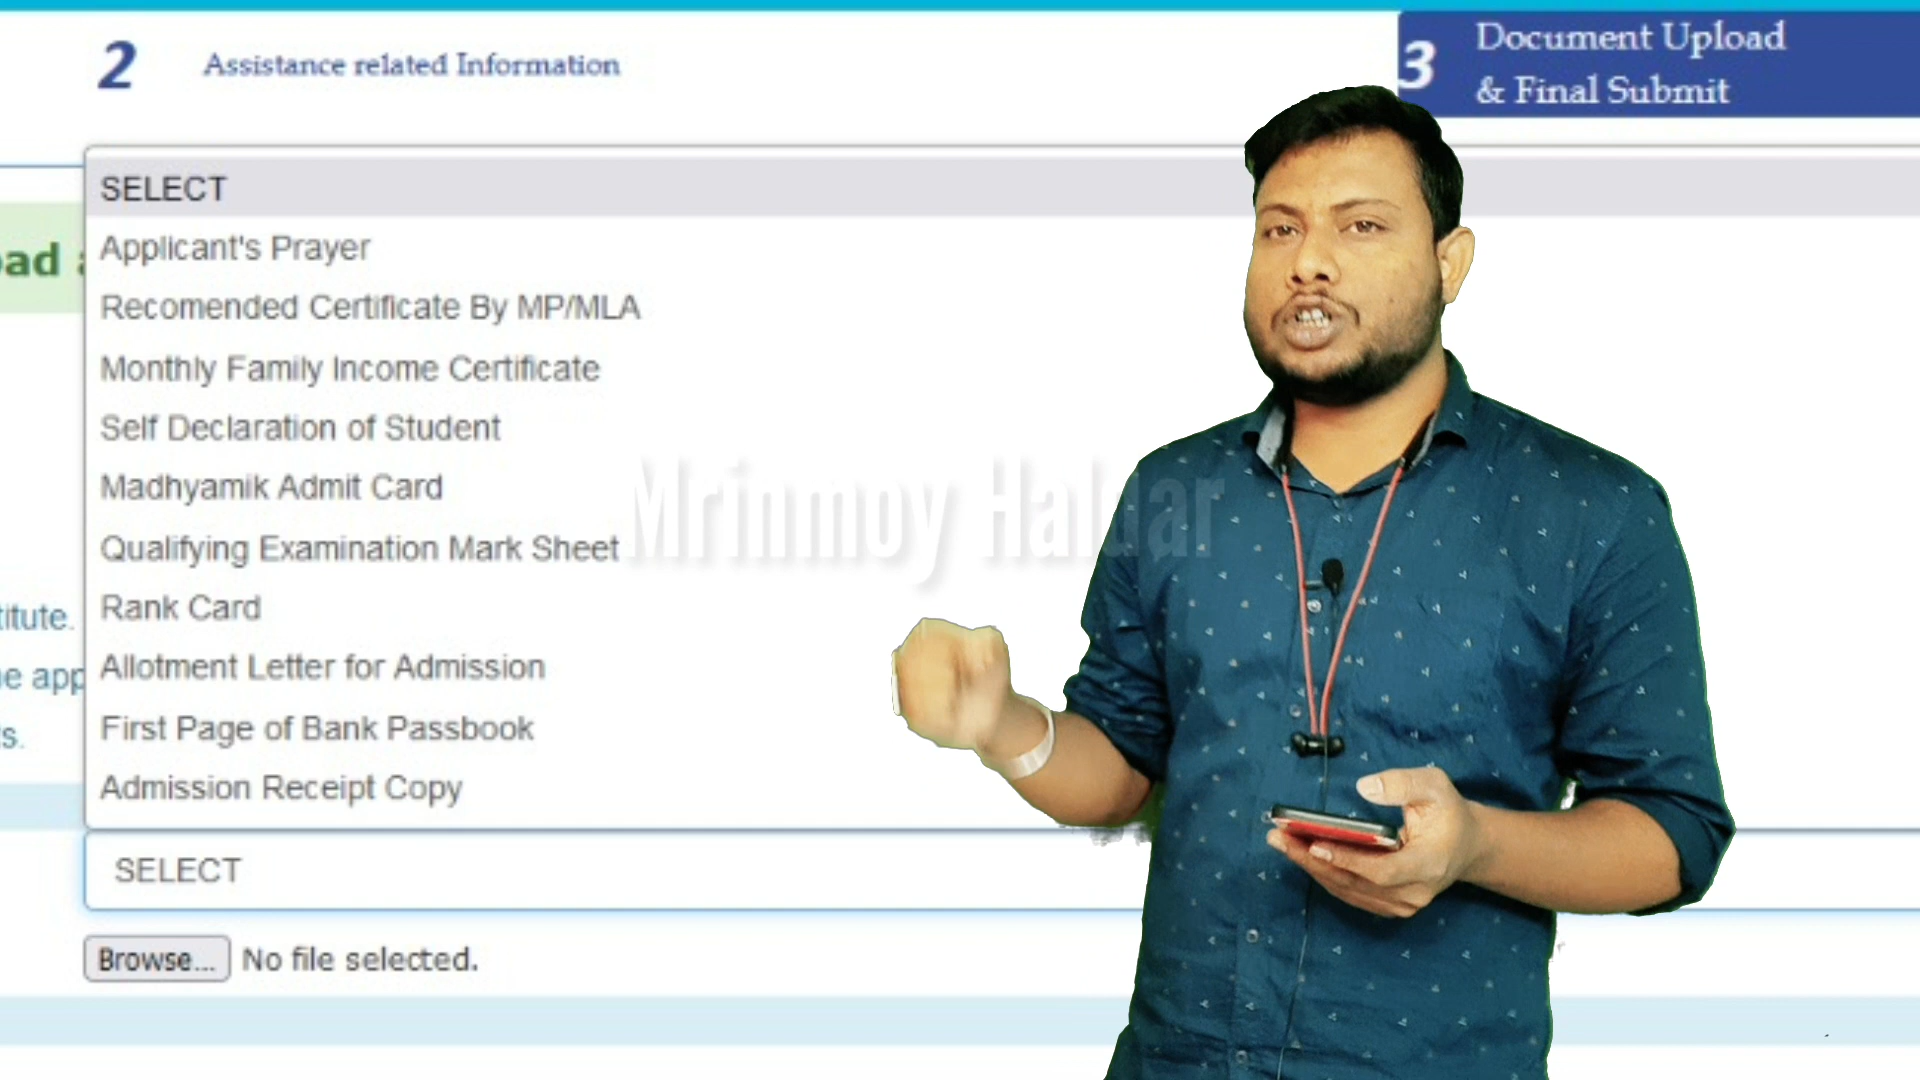 2 Assistance related Information
3 Document Upload
& Final Submit
SELECT
Applicant's Prayer
Recomended Certificate By MP/MLA
Monthly Family Income Certificate
Self Declaration of Student
Madhyamik Admit Card
Mrinmoy Haldar
Qualifying Examination Mark Sheet
Rank Card
Allotment Letter for Admission
First Page of Bank Passbook
Admission Receipt Copy
SELECT
Browse... No file selected.